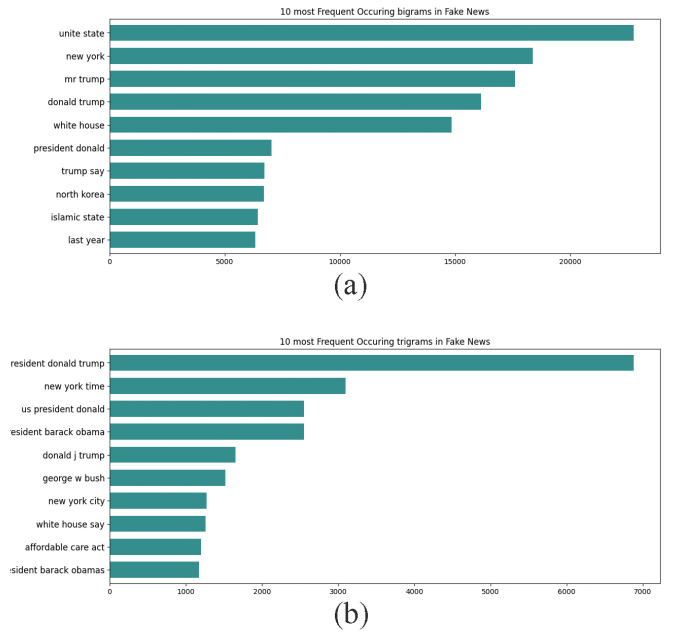 10 most Frequent Occuring bigrams in Fake News
unite state
new york
mr trump
donald trump
white house
president donald
trump say
north korea
islamic state
last year
0 5000 10000 15000 20000
(a)
10 most Frequent Occuring trigrams in Fake News
resident donald trump
new york time
us president donald
resident barack obama
donald j trump
george w bush
new york city
white house say
affordable care act
sident barack obamas
0 1000 2000 3000 4000 5000 6000 7000
(b)